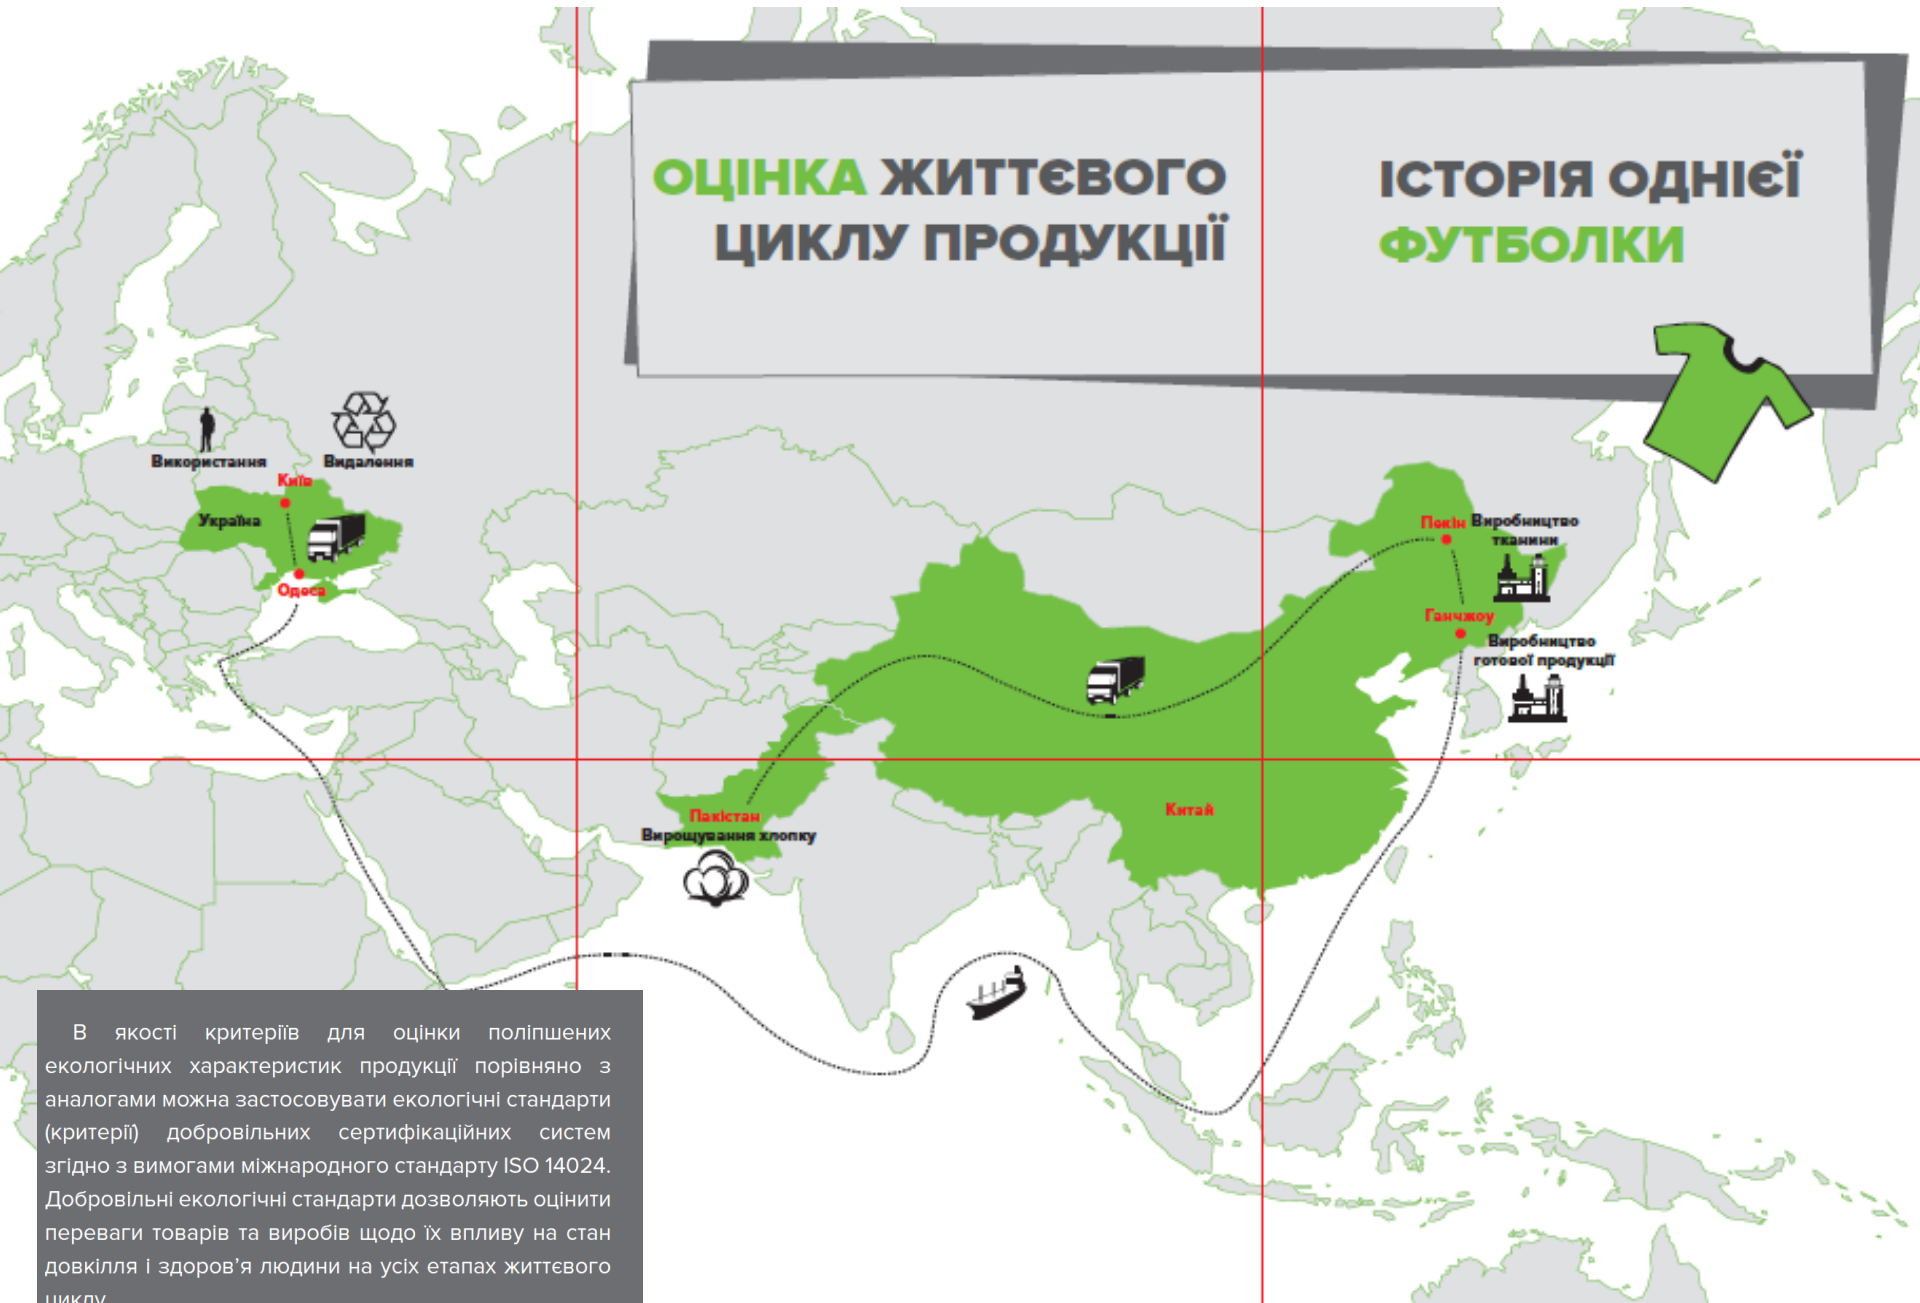 ОЦІНКА ЖИТТЄВОГО
ЦИКЛУ ПРОДУКЦІЇ
ІСТОРІЯ ОДНІЄЇ
ФУТБОЛКИ
Використання
Видалення
Київ
Україна
Одеса
Пекін
Виробництво
тканини
Ганчжоу
Виробництво
готової продукції
Пакістан
Вирощування хлопку
Китай
В якості критеріїв для оцінки поліпшених
екологічних характеристик продукції порівняно з
аналогами можна застосовувати екологічні стандарти
(критерії) добровільних сертифікаційних систем
згідно з вимогами міжнародного стандарту ISO 14024.
Добровільні екологічні стандарти дозволяють оцінити
переваги товарів та виробів щодо їх впливу на стан
довкілля і здоров’я людини на усіх етапах життєвого
циклу